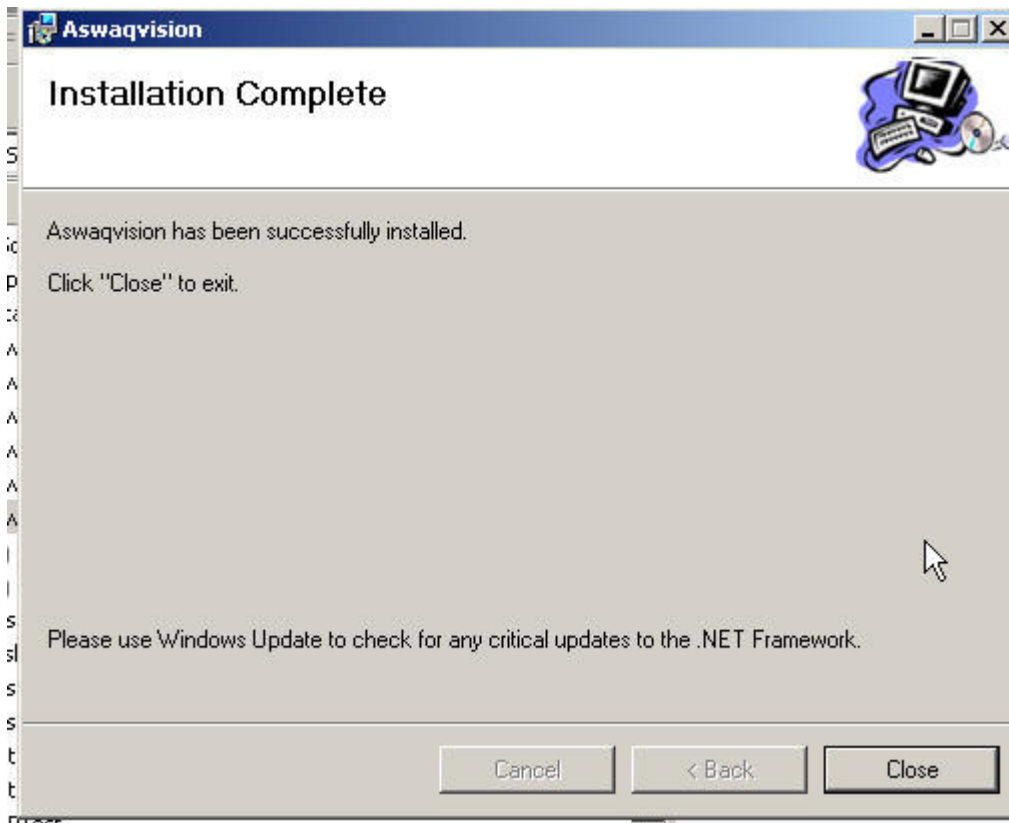 Aswaqvision
Installation Complete
Aswaqvision has been successfully installed.
Click "Close" to exit.
Please use Windows Update to check for any critical updates to the .NET Framework.
Cancel
< Back
Close